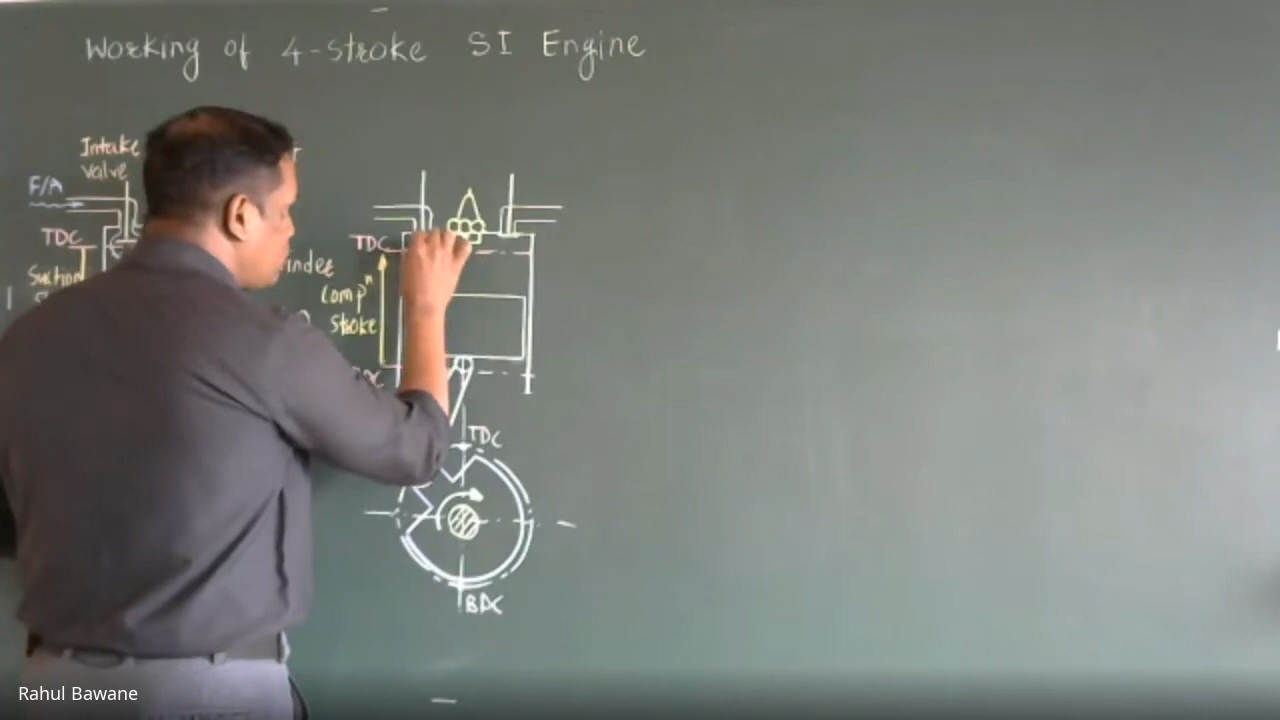 Working of 4-Stroke SI Engine
Intake
valve
F/A
TDC
Suction
TDC
Comp^n
Stroke
TDC
BDC
Rahul Bawane